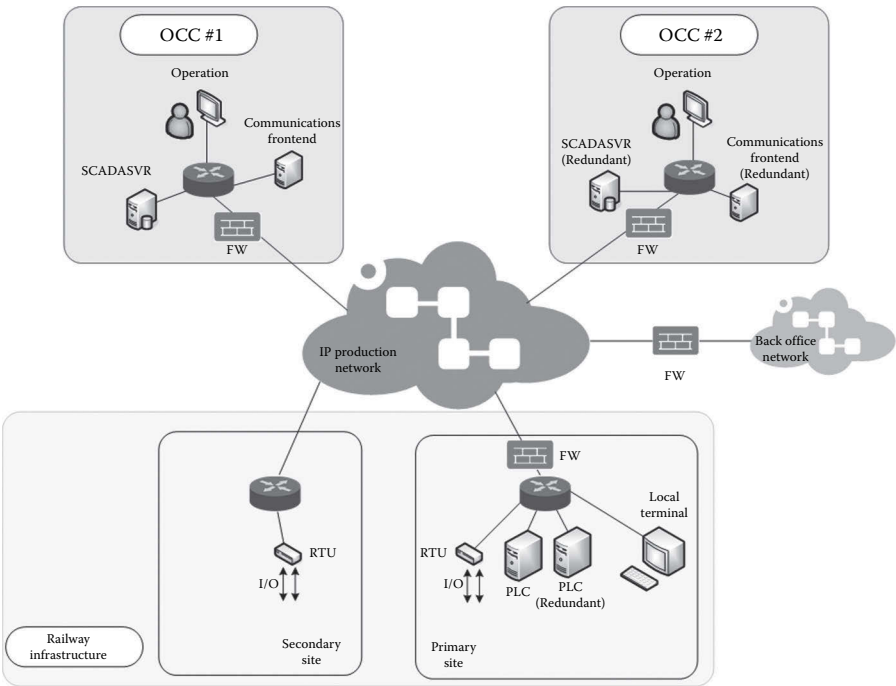 OCC #1
Operation
Communications
frontend
SCADASVR
FW
OCC #2
Operation
SCADASVR
(Redundant)
Communications
frontend
(Redundant)
FW
IP production
network
Back office
network
FW
FW
Local
terminal
RTU
I/O
RTU
I/O
PLC
PLC
(Redundant)
Railway
infrastructure
Secondary
site
Primary
site